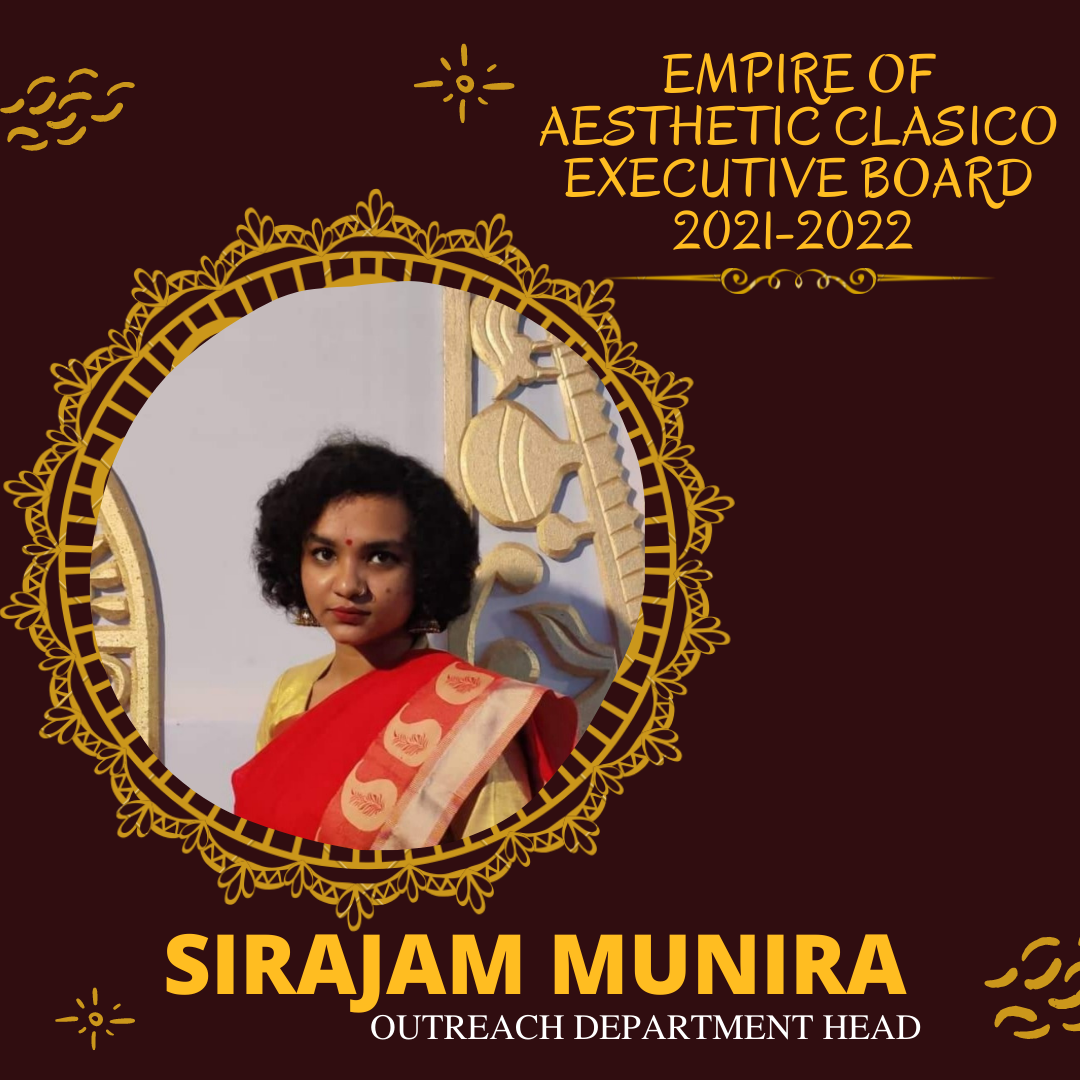 EMPIRE OF
AESTHETIC CLASICO
EXECUTIVE BOARD
2021-2022
SIRAJAM MUNIRA
OUTREACH DEPARTMENT HEAD